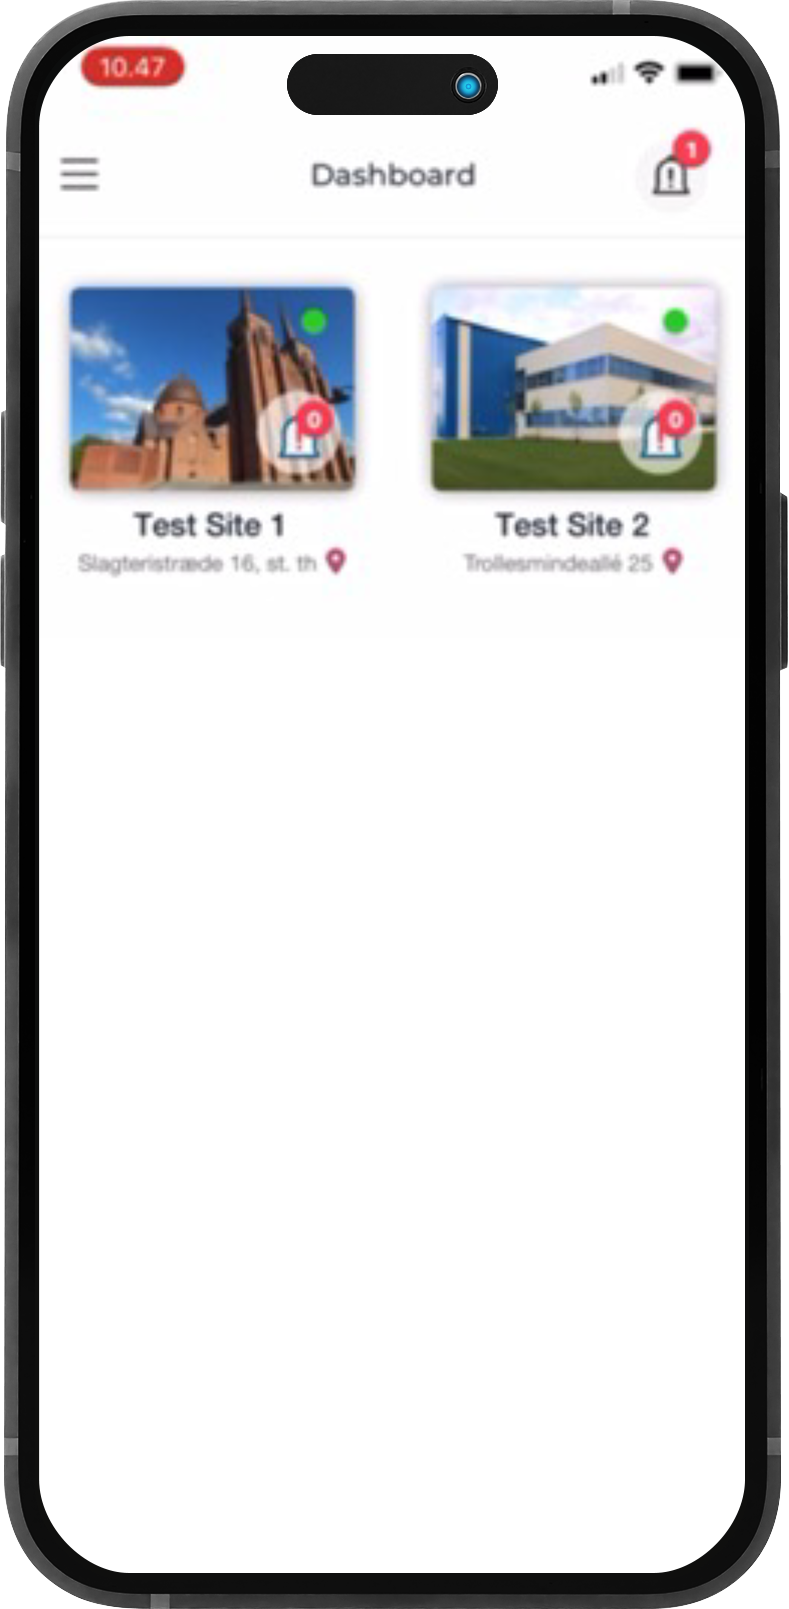 10.47
Dashboard
1
0
0
Test Site 1
Slagteristræde 16, st. th
Test Site 2
Trollesmindeallé 25